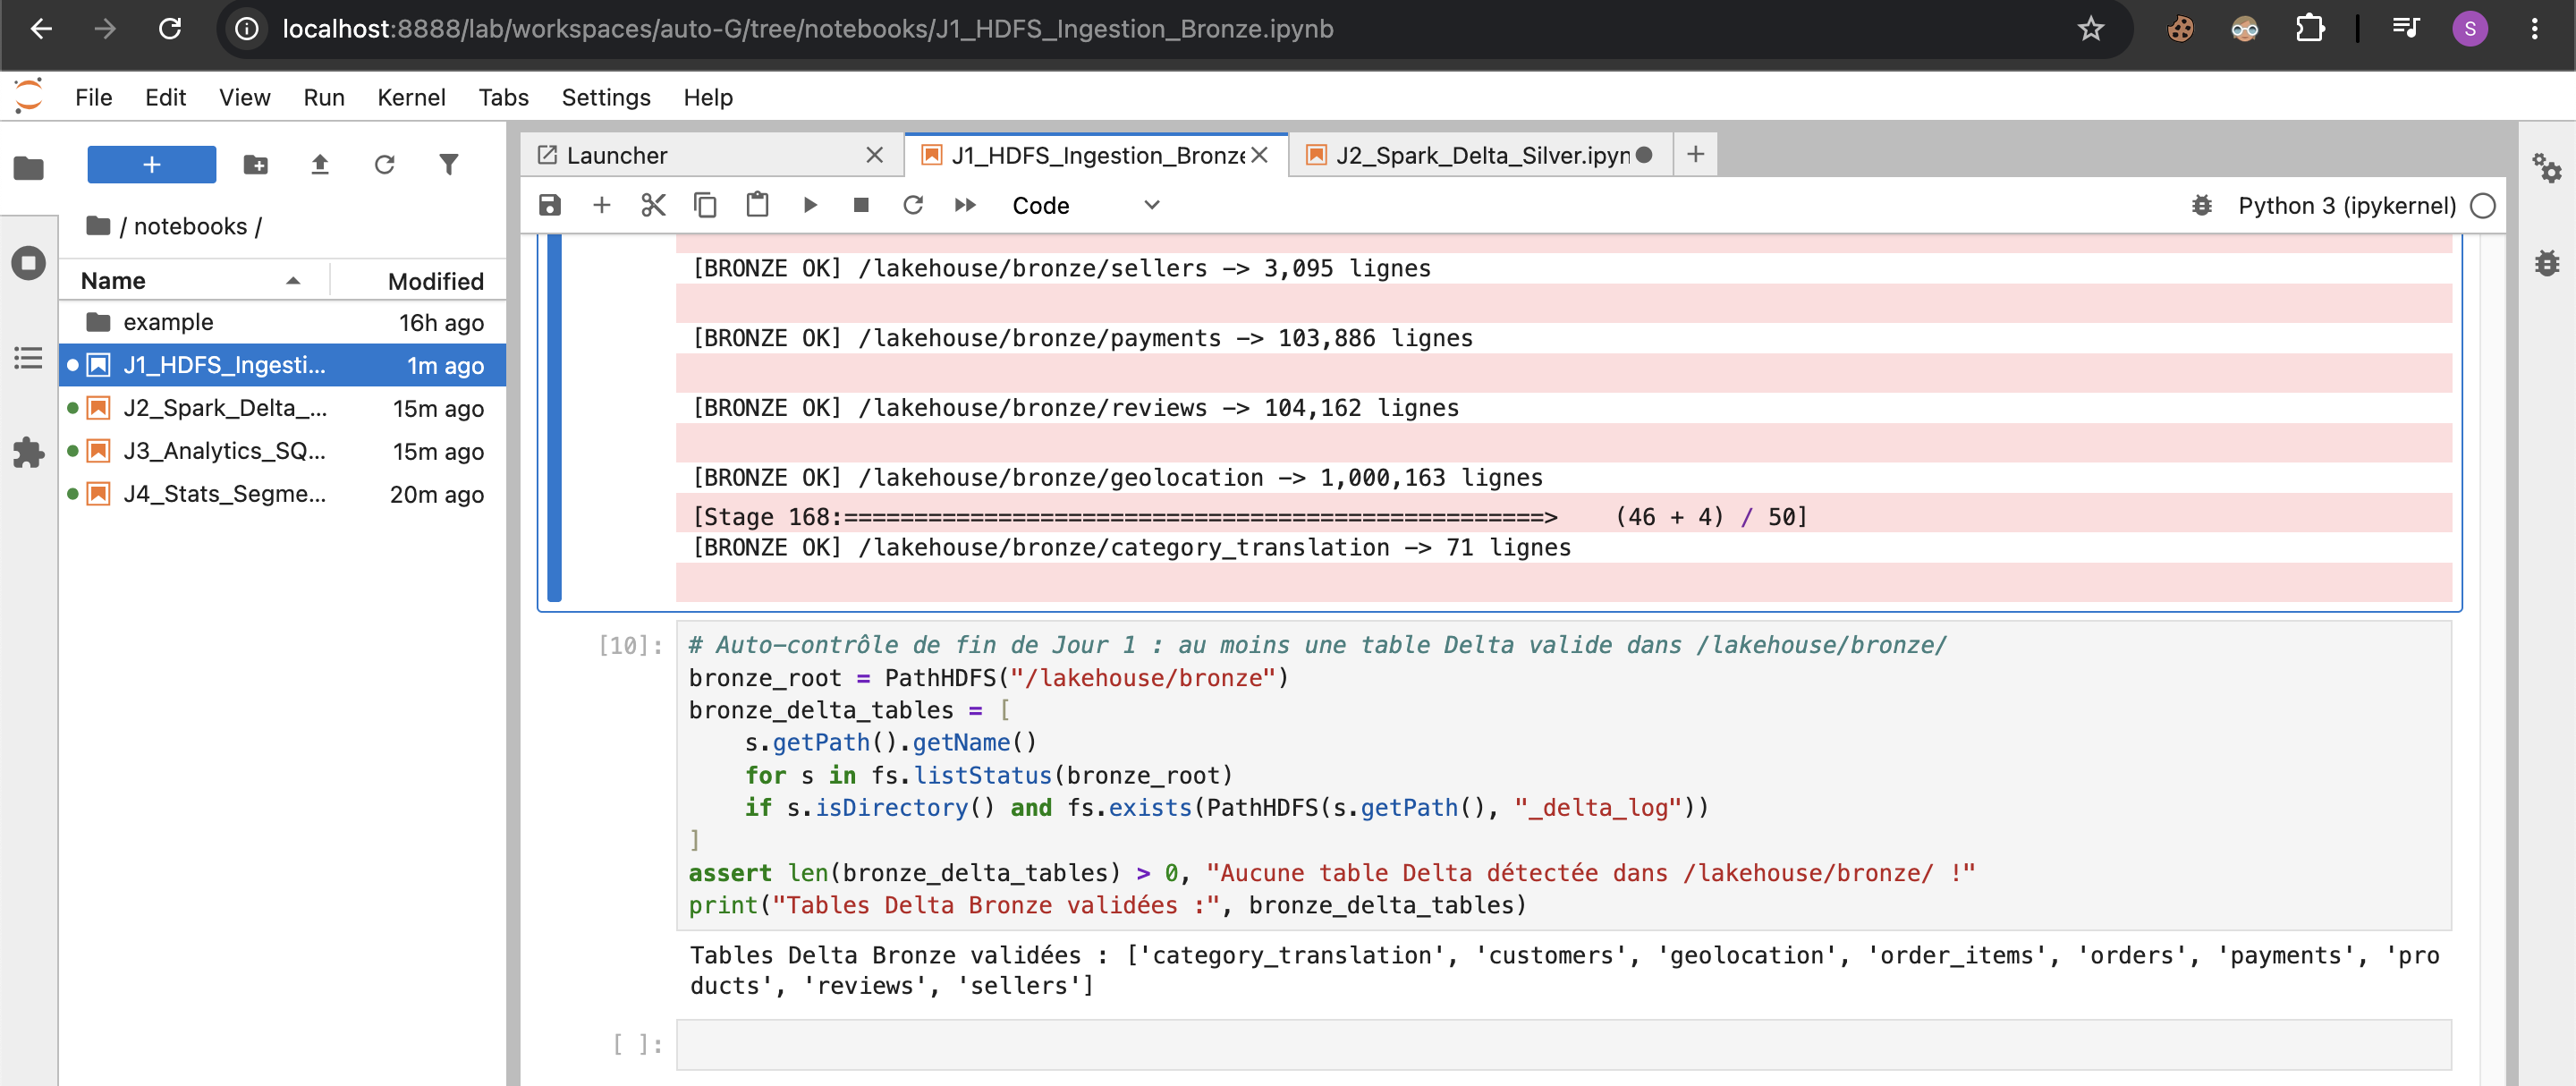 localhost:8888/lab/workspaces/auto-G/tree/notebooks/J1_HDFS_Ingestion_Bronze.ipynb
S
File Edit View Run Kernel Tabs Settings Help
Launcher
J1_HDFS_Ingestion_Bronze
J2_Spark_Delta_Silver.ipyn
+
Code
Python 3 (ipykernel)
/ notebooks /
Name Modified
example 16h ago
J1_HDFS_Ingesti... 1m ago
J2_Spark_Delta_... 15m ago
J3_Analytics_SQ... 15m ago
J4_Stats_Segme... 20m ago
[BRONZE OK] /lakehouse/bronze/sellers -> 3,095 lignes
[BRONZE OK] /lakehouse/bronze/payments -> 103,886 lignes
[BRONZE OK] /lakehouse/bronze/reviews -> 104,162 lignes
[BRONZE OK] /lakehouse/bronze/geolocation -> 1,000,163 lignes
[Stage 168:==================================================>    (46 + 4) / 50]
[BRONZE OK] /lakehouse/bronze/category_translation -> 71 lignes
[10]:
# Auto-contrôle de fin de Jour 1 : au moins une table Delta valide dans /lakehouse/bronze/
bronze_root = PathHDFS("/lakehouse/bronze")
bronze_delta_tables = [
    s.getPath().getName()
    for s in fs.listStatus(bronze_root)
    if s.isDirectory() and fs.exists(PathHDFS(s.getPath(), "_delta_log"))
]
assert len(bronze_delta_tables) > 0, "Aucune table Delta détectée dans /lakehouse/bronze/ !"
print("Tables Delta Bronze validées :", bronze_delta_tables)
Tables Delta Bronze validées : ['category_translation', 'customers', 'geolocation', 'order_items', 'orders', 'payments', 'pro
ducts', 'reviews', 'sellers']
[ ]: